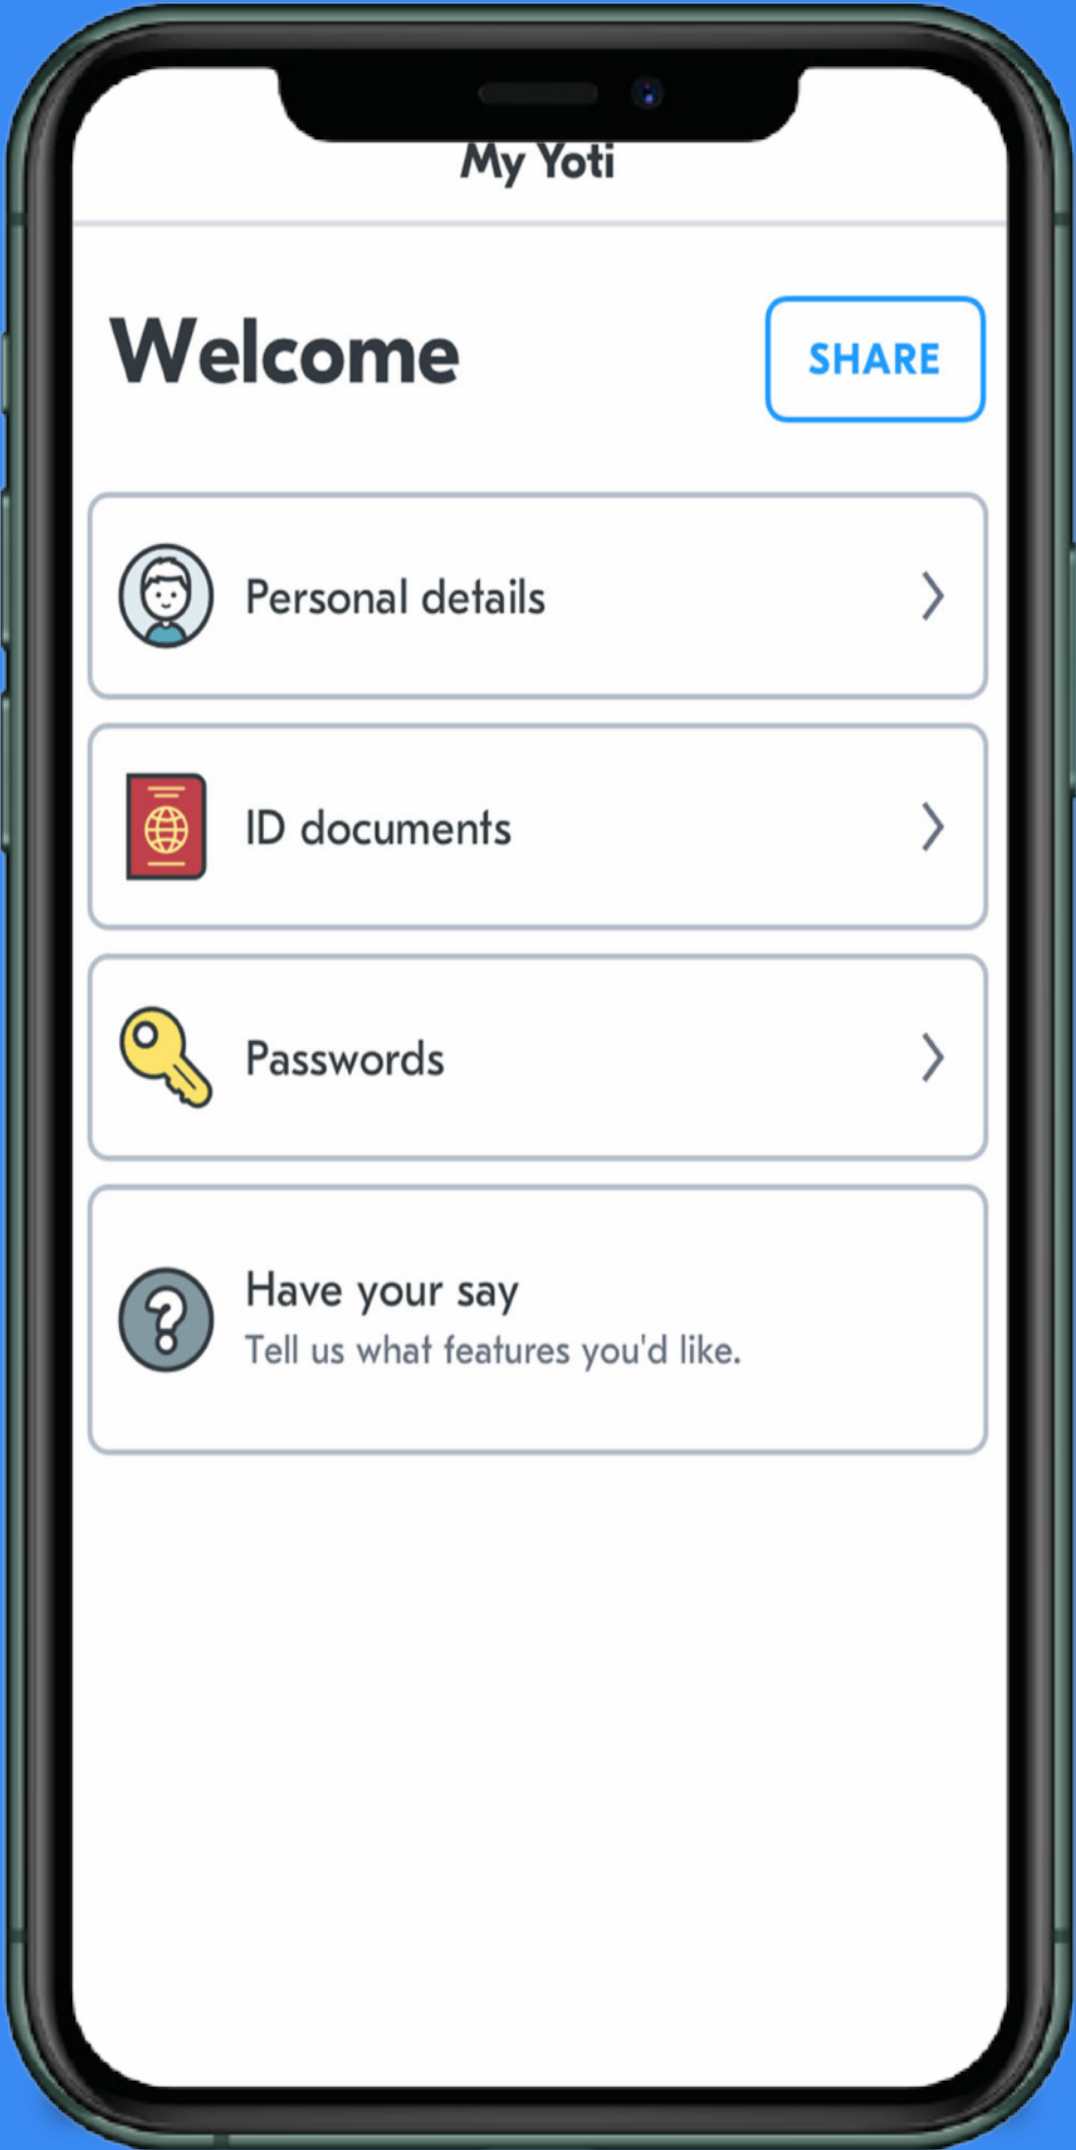 My Yoti
Welcome
SHARE
Personal details
ID documents
Passwords
Have your say
Tell us what features you'd like.